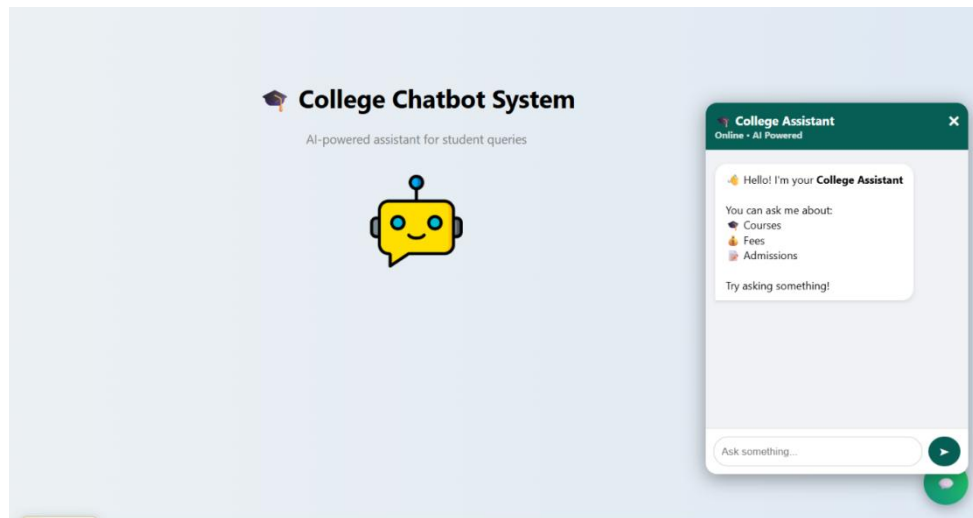 College Chatbot System
AI-powered assistant for student queries
College Assistant
Online • AI Powered
Hello! I'm your College Assistant
You can ask me about:
Courses
Fees
Admissions
Try asking something!
Ask something...